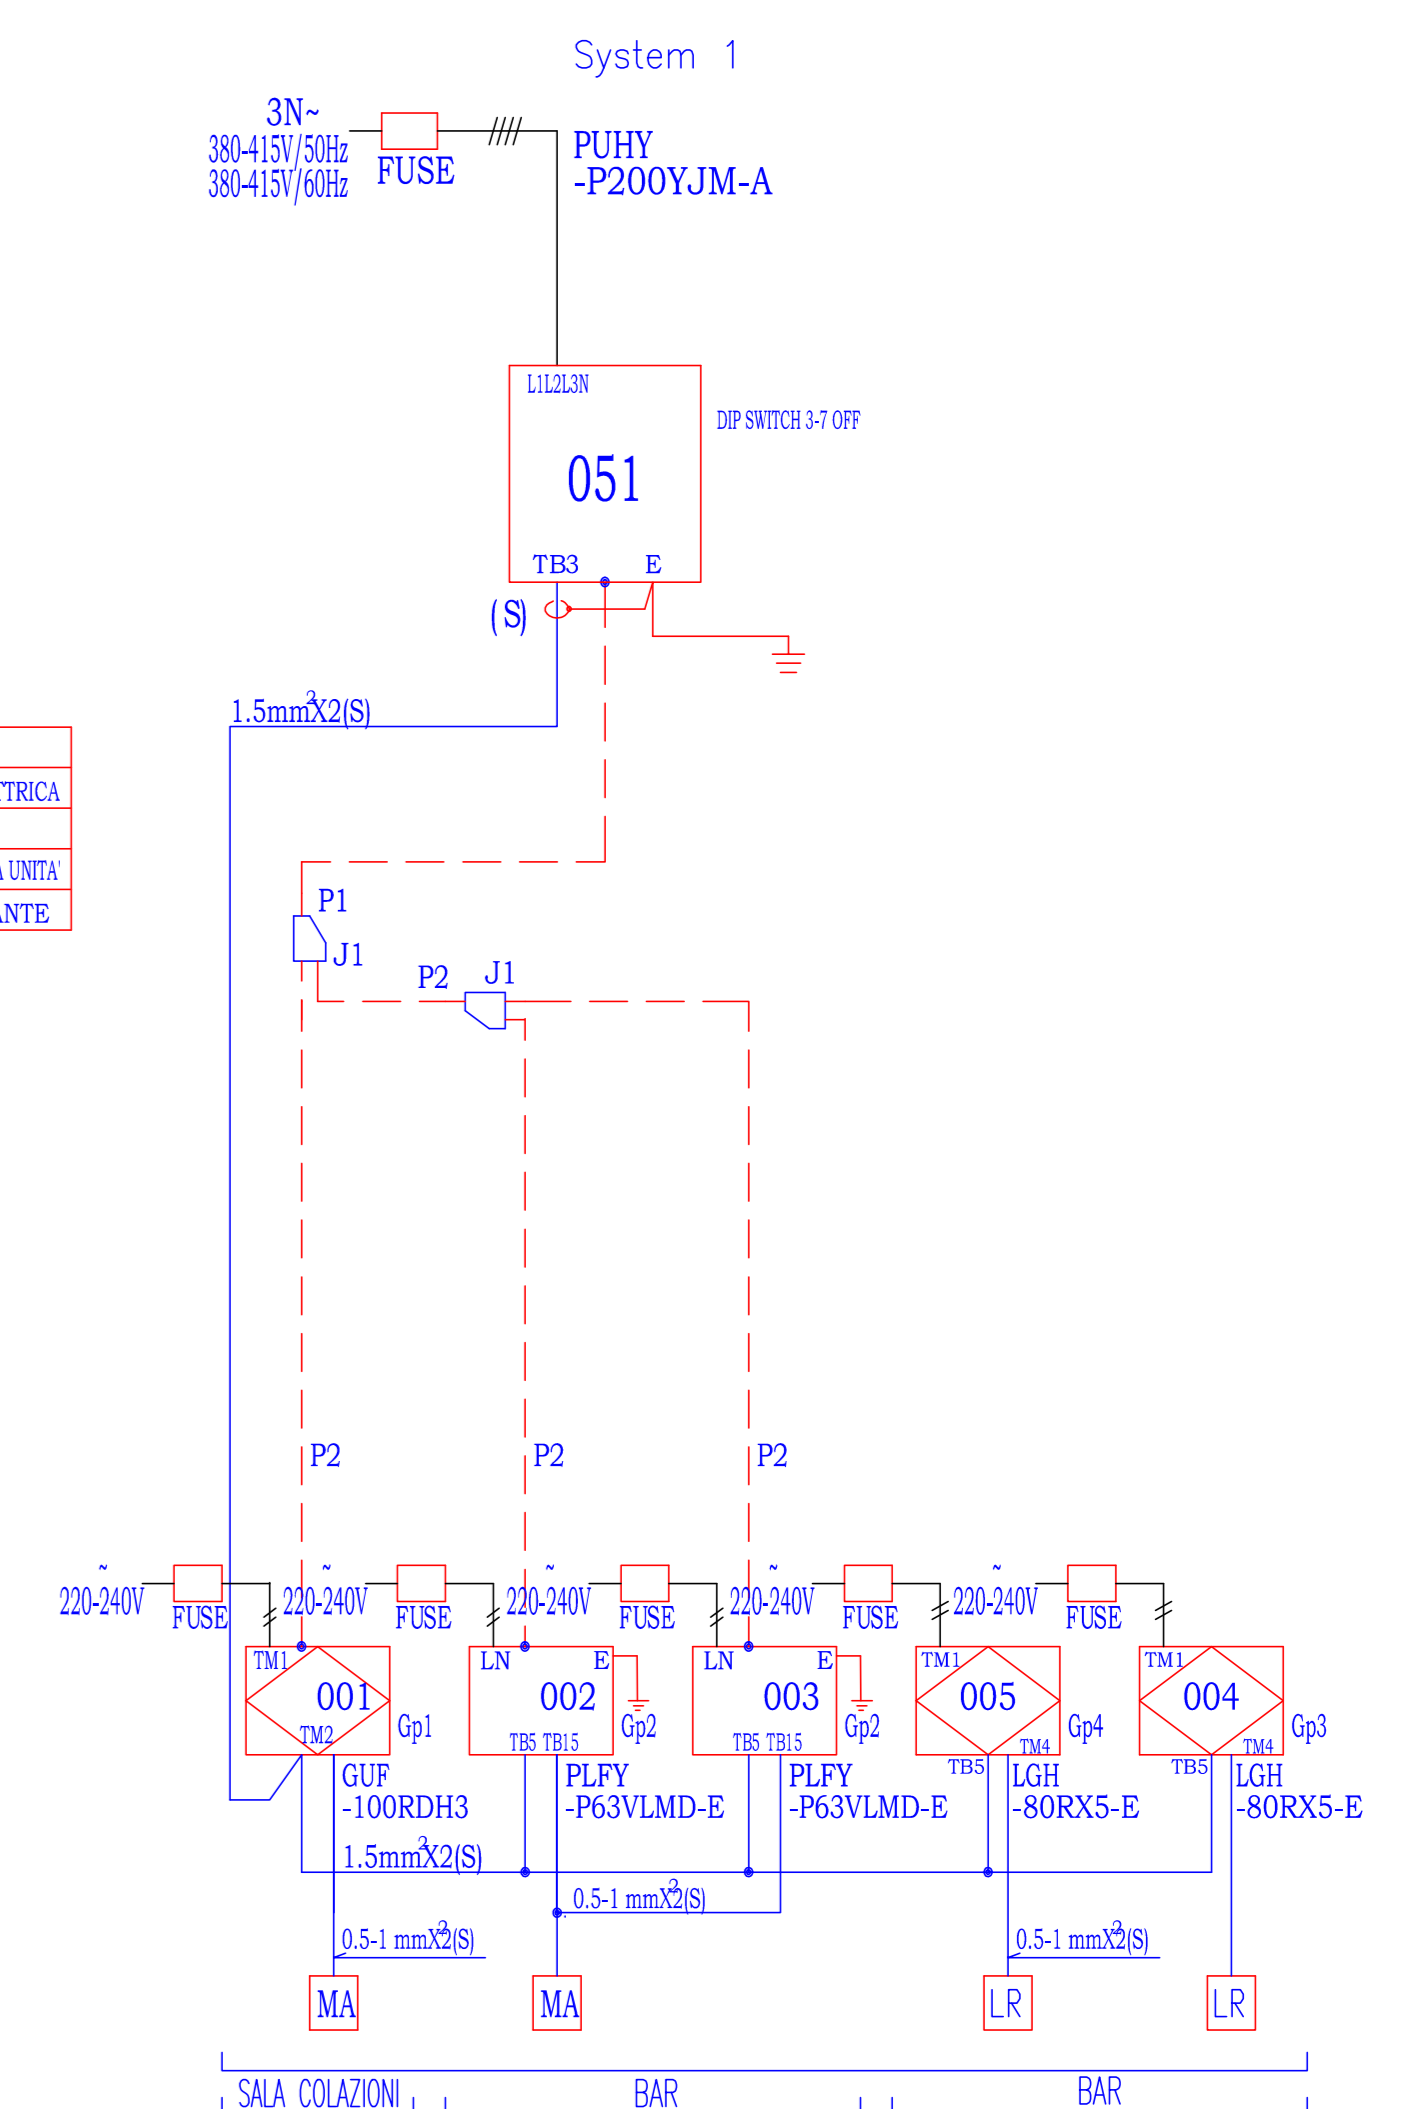 System 1
3N~
380-415V/50Hz
380-415V/60Hz
FUSE
PUHY
-P200YJM-A
L1L2L3N
DIP SWITCH 3-7 OFF
051
TB3
E
(S)
1.5mm²X2(S)
TTRICA
A UNITA'
ANTE
P1
J1
P2
J1
P2
P2
P2
~
220-240V
FUSE
~
220-240V
FUSE
~
220-240V
FUSE
~
220-240V
FUSE
~
220-240V
FUSE
TM1
001
TM2
Gp1
LN
E
002
TB5 TB15
Gp2
LN
E
003
TB5 TB15
Gp2
TM1
005
TM4
Gp4
TM1
004
TM4
Gp3
TB5
TB5
GUF
-100RDH3
PLFY
-P63VLMD-E
PLFY
-P63VLMD-E
LGH
-80RX5-E
LGH
-80RX5-E
1.5mm²X2(S)
0.5-1 mm²X2(S)
0.5-1 mm²X2(S)
0.5-1 mm²X2(S)
MA
MA
LR
LR
SALA COLAZIONI
BAR
BAR